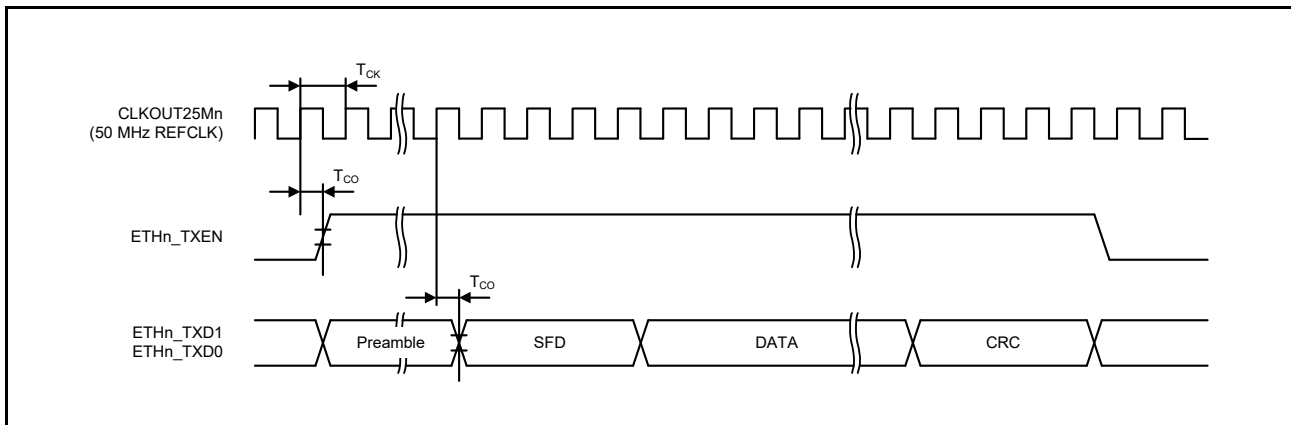 T_CK
CLKOUT25Mn
(50 MHz REFCLK)
T_CO
ETHn_TXEN
T_CO
ETHn_TXD1
ETHn_TXD0
Preamble
SFD
DATA
CRC